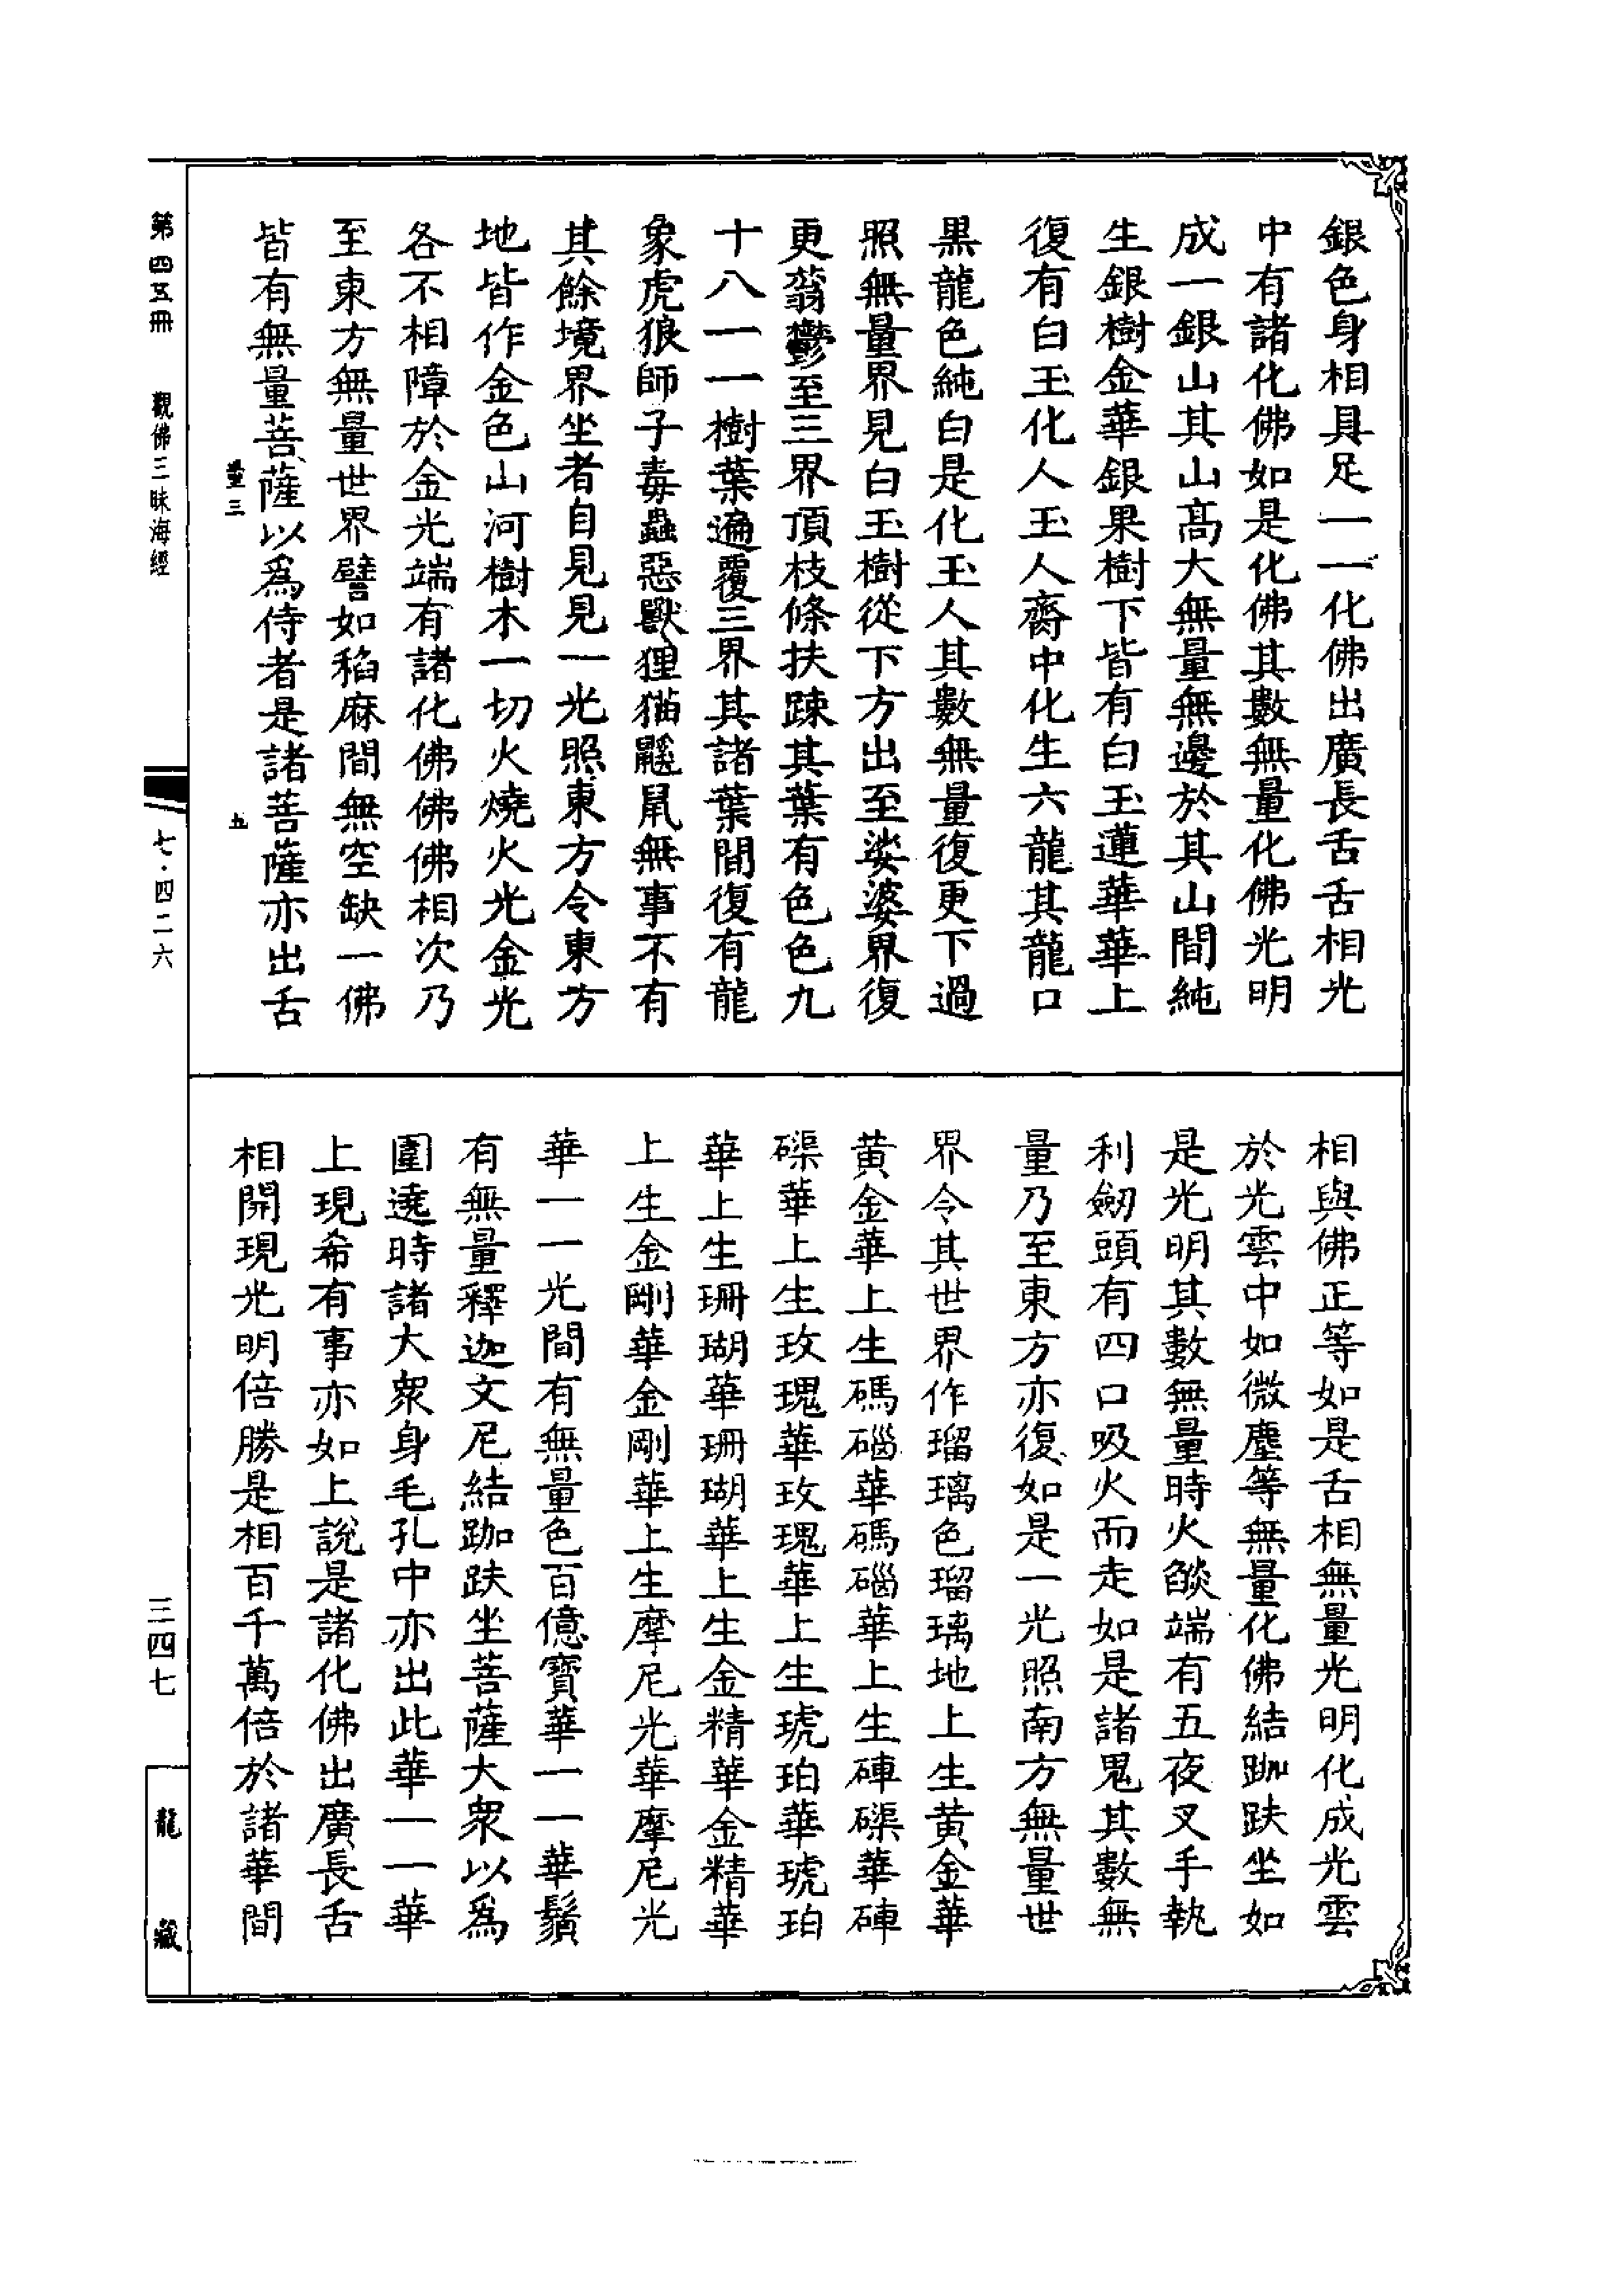 銀色身相具足一一化佛出廣長舌舌相光
中有諸化佛如是化佛其數無量化佛光明
成一銀山其山高大無量無邊於其山間純
生銀樹金華銀果樹下皆有白玉蓮華華上
復有白玉化人玉人齎中化生六龍其龍口
黒龍色純白是化玉人其數無量復更下過
照無量界見白玉樹從下方出至娑婆界復
更蓊鬱至三界頂枝條扶踈其葉有色色九
十八一一樹葉遍覆三界其諸葉間復有龍
象虎狼師子毒蟲惡獸狸猫鼷鼠無事不有
其餘境界坐者自見見一光照東方令東方
地皆作金色山河樹木一切火燒火光金光
各不相障於金光端有諸化佛佛佛相次乃
至東方無量世界譬如稻麻間無空缺一佛
皆有無量菩薩以爲侍者是諸菩薩亦出舌
相與佛正等如是舌相無量光明化成光雲
於光雲中如微塵等無量化佛結跏趺坐如
是光明其數無量時火燄端有五夜叉手執
利劒頭有四口吸火而走如是諸鬼其數無
量乃至東方亦復如是一光照南方無量世
界令其世界作瑠璃色瑠璃地上生黄金華
黄金華上生碼碯華碼碯華上生硨磲華硨
磲華上生玫瑰華玫瑰華上生琥珀華琥珀
華上生珊瑚華珊瑚華上生金精華金精華
上生金剛華金剛華上生摩尼光華摩尼光
華一一光間有無量色百億寶華一一華鬚
有無量釋迦文尼結跏趺坐菩薩大衆以爲
圍遶時諸大衆身毛孔中亦出此華一一華
上現希有事亦如上說是諸化佛出廣長舌
相開現光明倍勝是相百千萬倍於諸華間
量三 五
第四五冊 觀佛三昧海經
七·四二六
三四七
龍藏